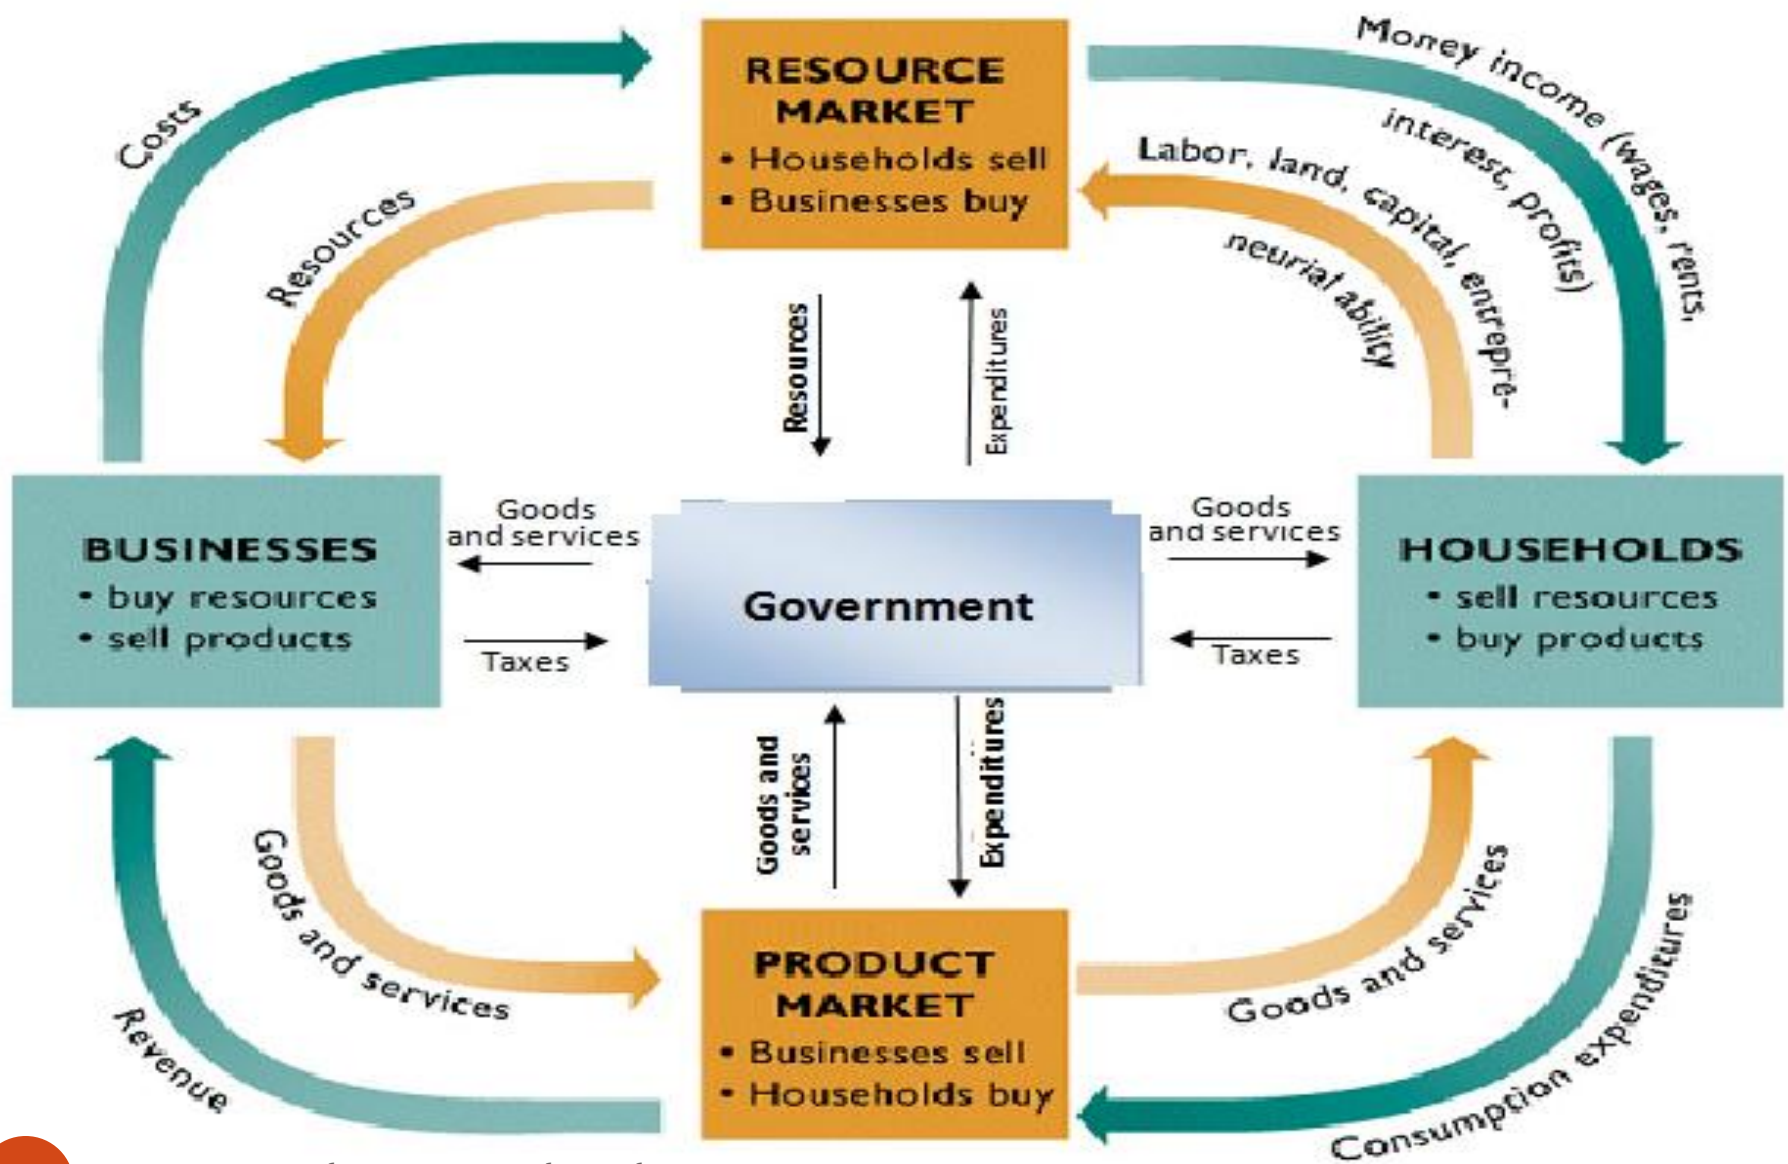 RESOURCE
MARKET
• Households sell
• Businesses buy
Costs
Resources
Money income (wages, rents,
interest, profits)
Labor, land, capital, entrepre-
neurial ability
Resources
Expenditures
BUSINESSES
• buy resources
• sell products
Goods
and services
Taxes
Government
Goods
and services
Taxes
HOUSEHOLDS
• sell resources
• buy products
Goods and
services
Expenditures
Goods and services
Revenue
PRODUCT
MARKET
• Businesses sell
• Households buy
Goods and services
Consumption expenditures